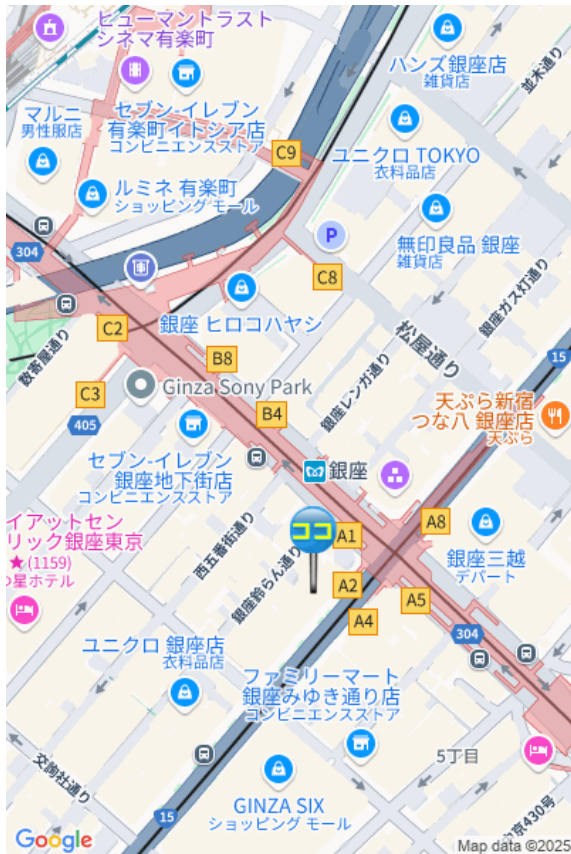 ヒューマントラスト
シネマ有楽町
ハンズ銀座店
雑貨店
並木通り
マルニ
男性服店
セブン-イレブン
有楽町イトシア店
コンビニエンスストア
C9
ユニクロ TOKYO
衣料品店
ルミネ 有楽町
ショッピング モール
P
無印良品 銀座
雑貨店
304
C8
銀座ガス灯通り
C2
銀座 ヒロコハヤシ
松屋通り
数寄屋通り
B8
15
C3
Ginza Sony Park
銀座レンガ通り
天ぷら新宿
つな八 銀座店
天ぷら
405
B4
セブン-イレブン
銀座地下街店
コンビニエンスストア
銀座
イアットセン
リック銀座東京
★(1159)
つ星ホテル
西五番街通り
銀座鈴らん通り
ココ
A1
A8
銀座三越
デパート
A2
A4
A5
304
ユニクロ 銀座店
衣料品店
ファミリーマート
銀座みゆき通り店
コンビニエンスストア
5丁目
交詢社通り
GINZA SIX
ショッピング モール
15
430号
Google
Map data ©2025